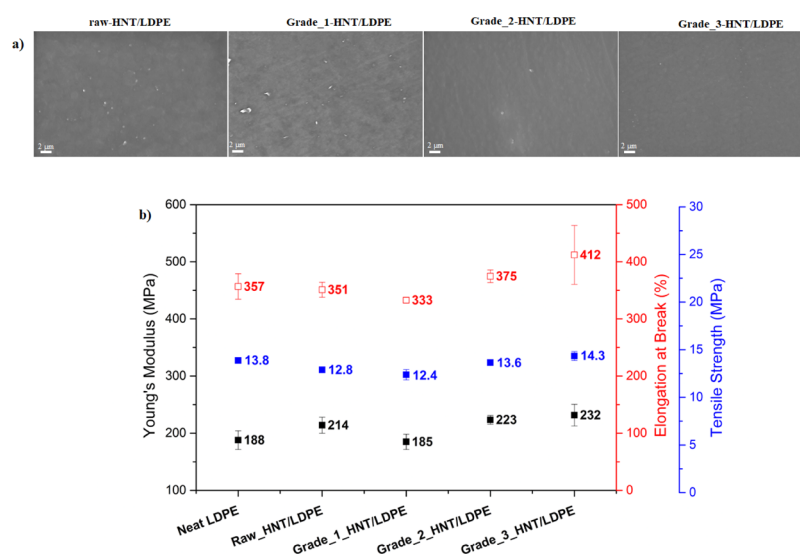 raw-HNT/LDPE
Grade_1-HNT/LDPE
Grade_2-HNT/LDPE
Grade_3-HNT/LDPE
a)
2 μm
2 μm
2 μm
2 μm
b)
Young's Modulus (MPa)
600
500
400
300
200
100
357
351
333
375
412
13.8
12.8
12.4
13.6
14.3
188
214
185
223
232
500
400
300
200
100
0
Elongation at Break (%)
30
25
20
15
10
5
0
Tensile Strength (MPa)
Neat LDPE
Raw_HNT/LDPE
Grade_1_HNT/LDPE
Grade_2_HNT/LDPE
Grade_3_HNT/LDPE